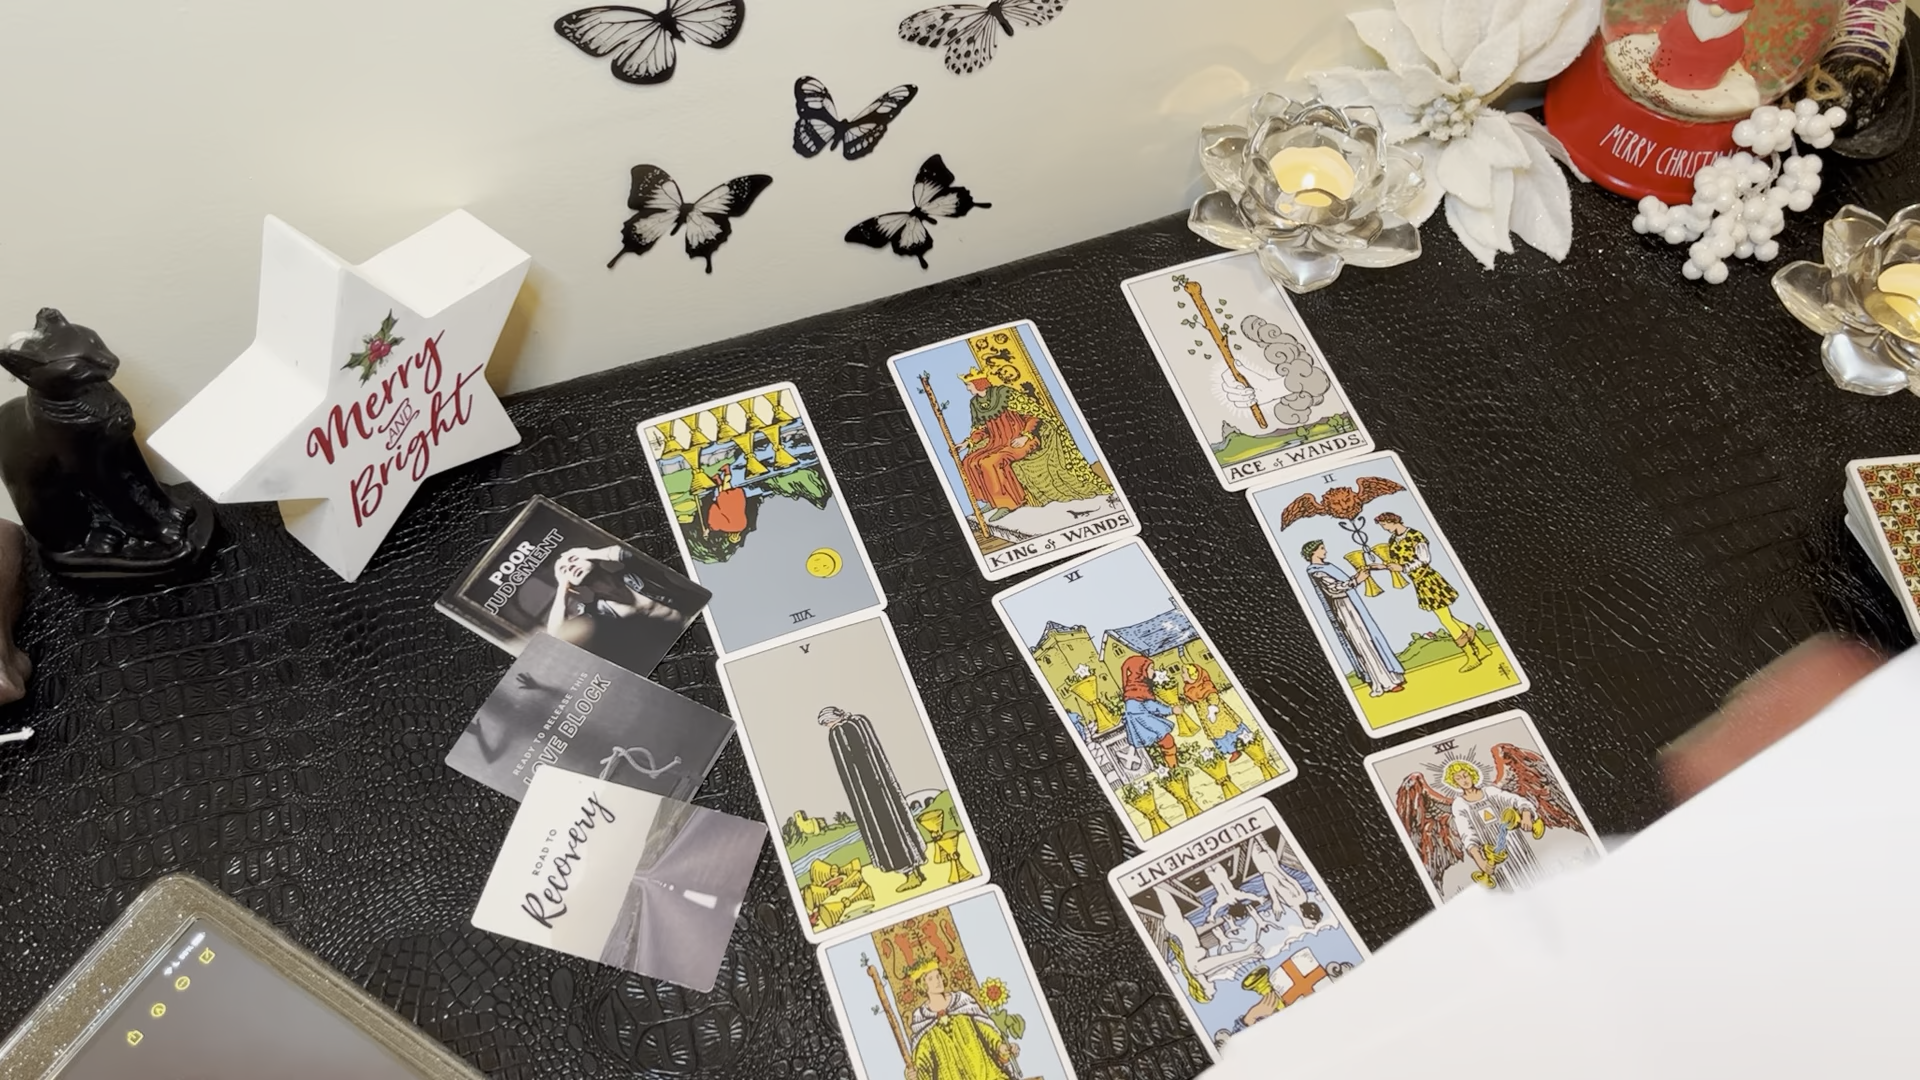 MERRY CHRISTM
Merry
AND
Bright
POOR
JUDGMENT
READY TO RELEASE THIS
LOVE BLOCK
ROAD TO
Recovery
VIII
V
KING of WANDS.
VI
JUDGEMENT.
ACE of WANDS.
II
XIV